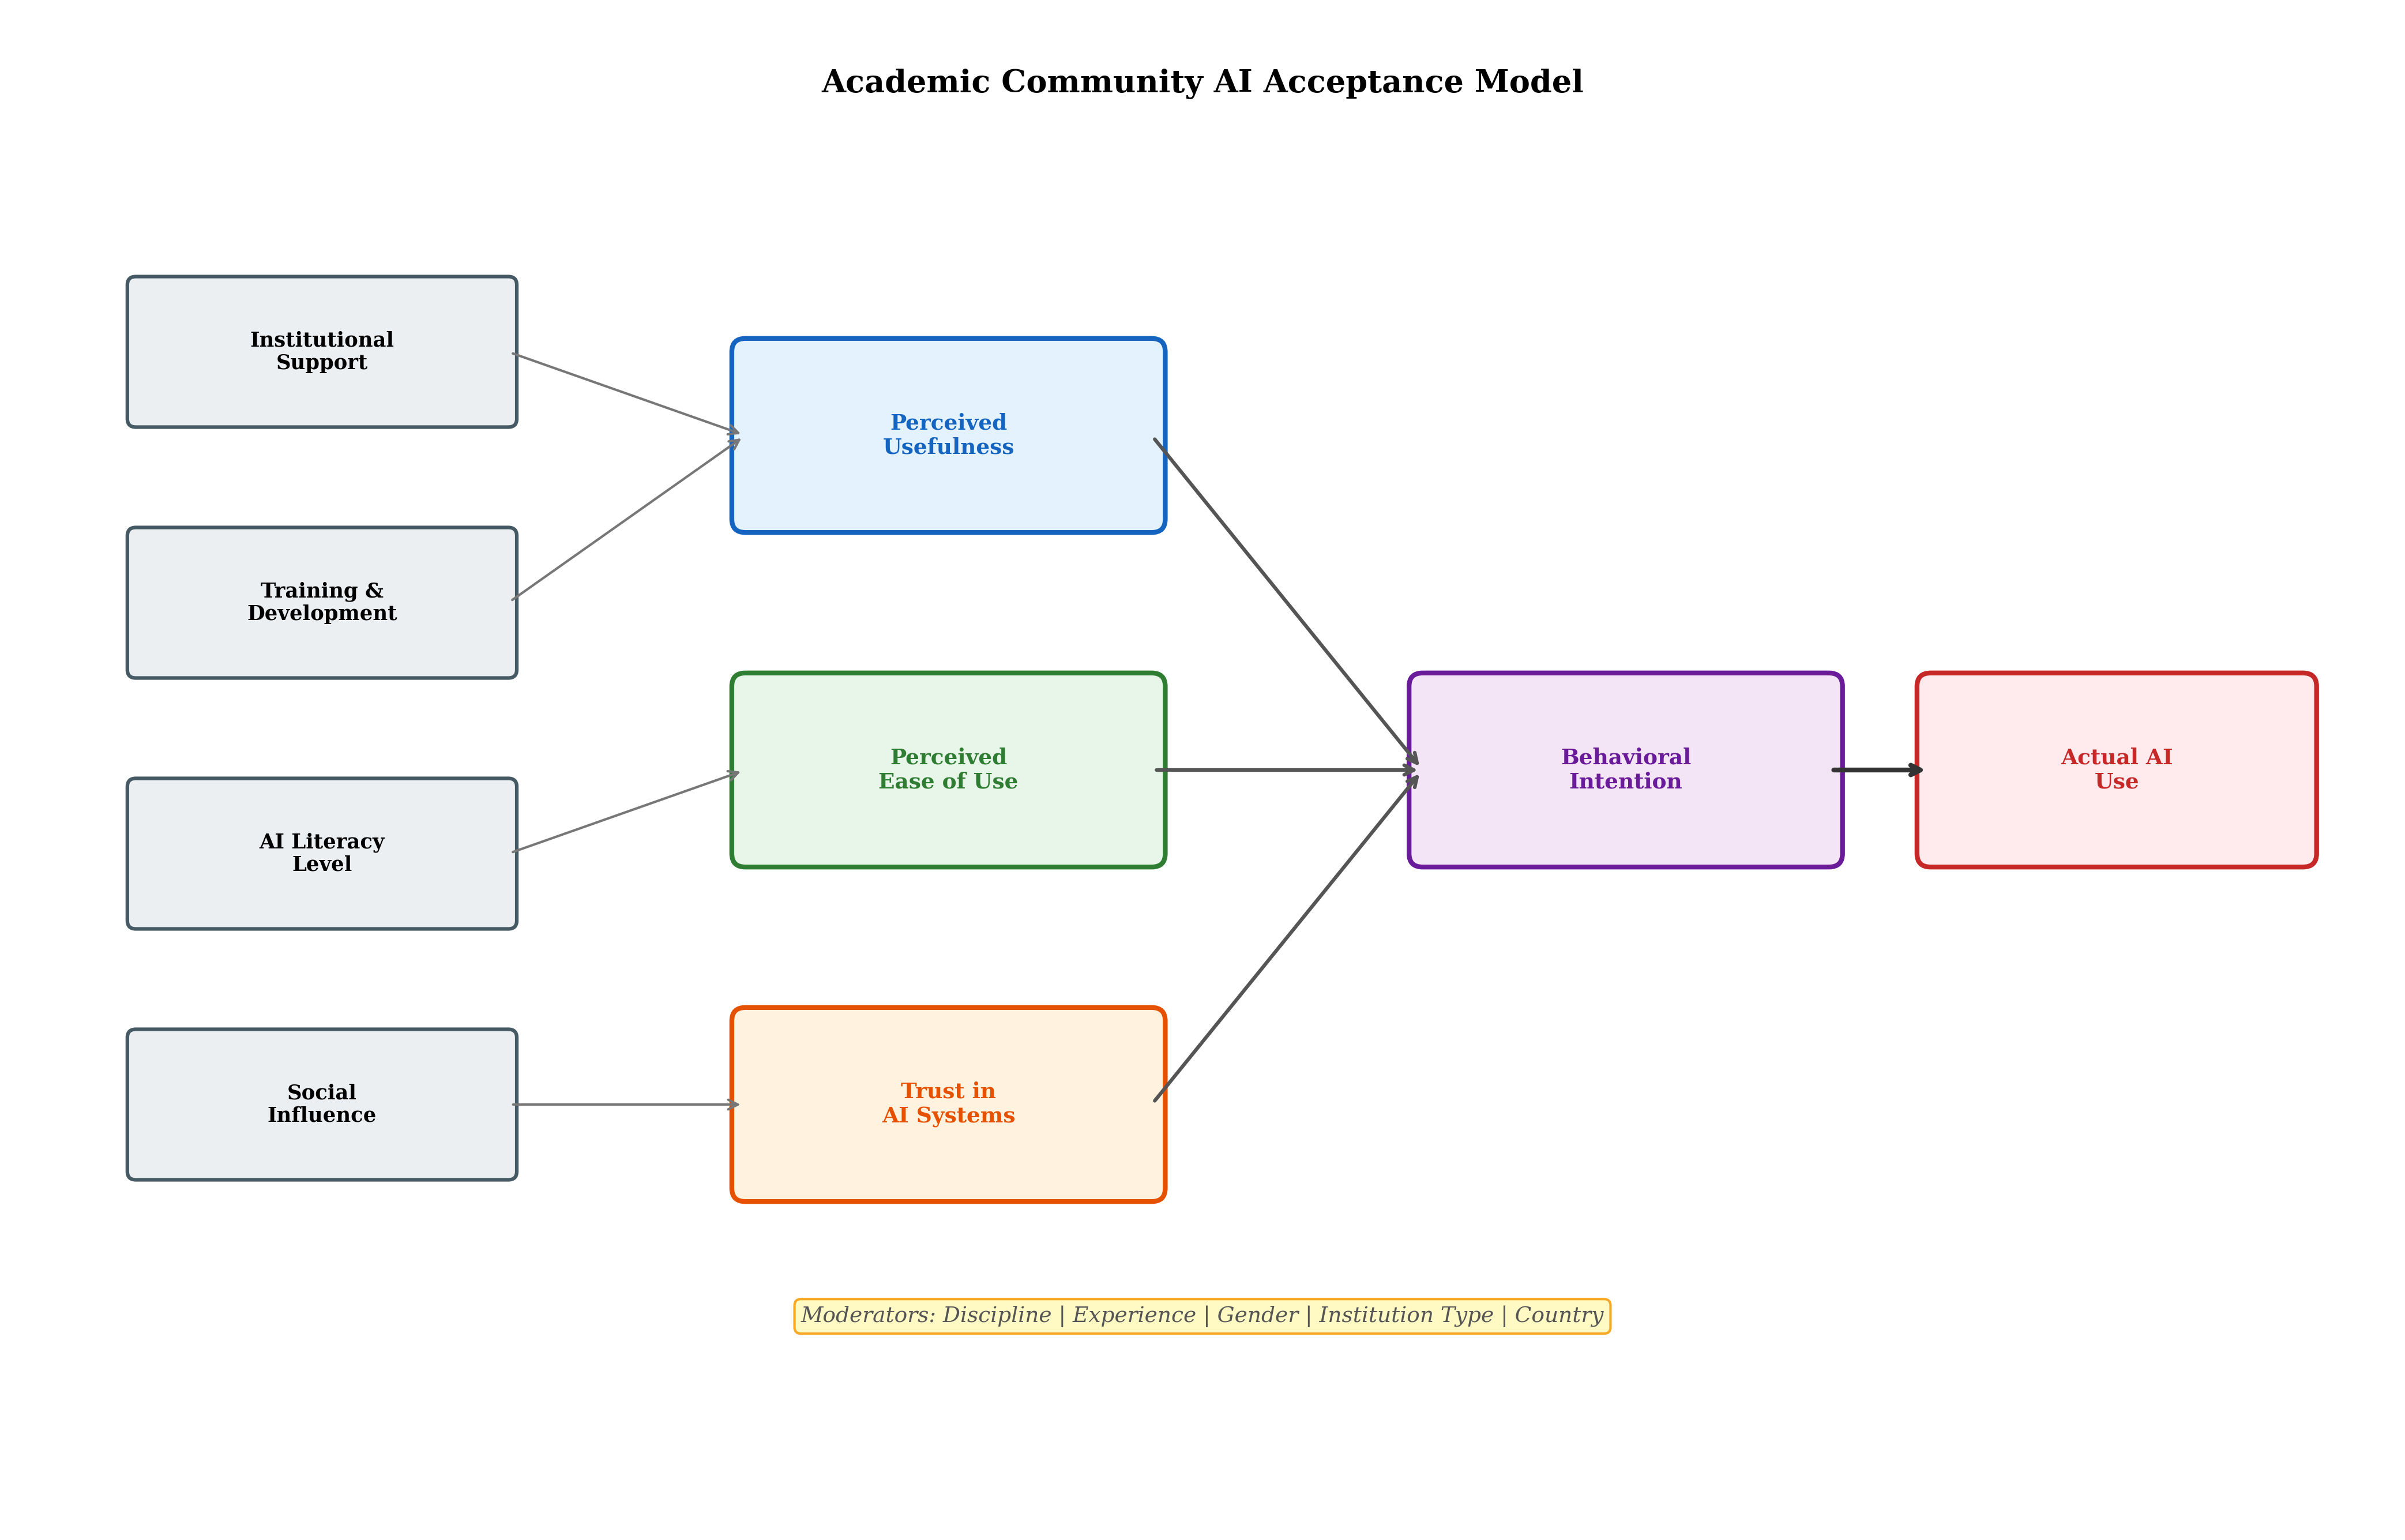 Academic Community AI Acceptance Model
Institutional
Support
Training &
Development
AI Literacy
Level
Social
Influence
Perceived
Usefulness
Perceived
Ease of Use
Trust in
AI Systems
Behavioral
Intention
Actual AI
Use
Moderators: Discipline | Experience | Gender | Institution Type | Country